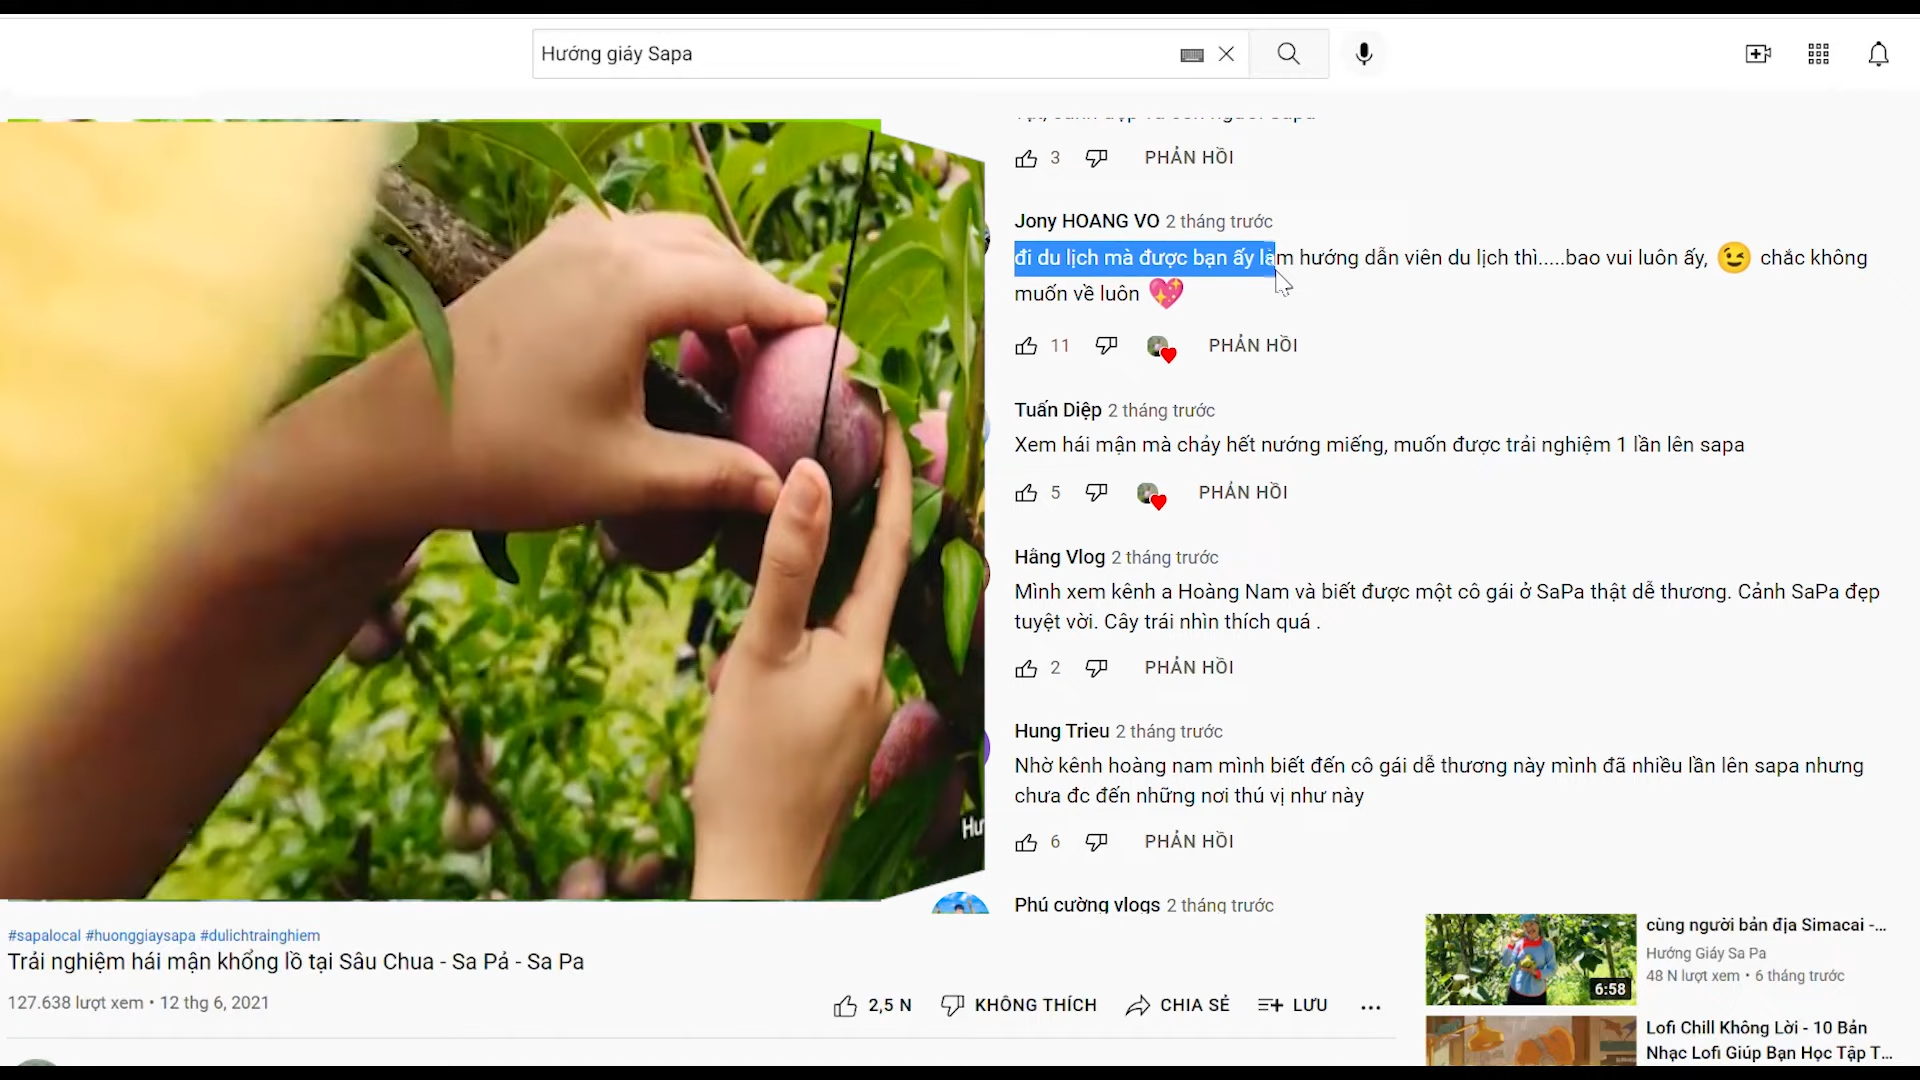 Hướng giáy Sapa
3
PHẢN HỒI
Jony HOANG VO 2 tháng trước
đi du lịch mà được bạn ấy làm hướng dẫn viên du lịch thì.....bao vui luôn ấy, 😉 chắc không
muốn về luôn 💖
11
PHẢN HỒI
Tuấn Diệp 2 tháng trước
Xem hái mận mà chảy hết nướng miếng, muốn được trải nghiệm 1 lần lên sapa
5
PHẢN HỒI
Hằng Vlog 2 tháng trước
Mình xem kênh a Hoàng Nam và biết được một cô gái ở SaPa thật dễ thương. Cảnh SaPa đẹp
tuyệt vời. Cây trái nhìn thích quá .
2
PHẢN HỒI
Hung Trieu 2 tháng trước
Nhờ kênh hoàng nam mình biết đến cô gái dễ thương này mình đã nhiều lần lên sapa nhưng
chưa đc đến những nơi thú vị như này
6
PHẢN HỒI
Phú cường vlogs 2 tháng trước
#sapalocal #huonggiaysapa #dulichtrainghiem
Trải nghiệm hái mận khổng lồ tại Sâu Chua - Sa Pả - Sa Pa
127.638 lượt xem • 12 thg 6, 2021
2,5 N
KHÔNG THÍCH
CHIA SẺ
LƯU
cùng người bản địa Simacai -...
Hướng Giáy Sa Pa
48 N lượt xem • 6 tháng trước
6:58
Lofi Chill Không Lời - 10 Bản
Nhạc Lofi Giúp Bạn Học Tập T...